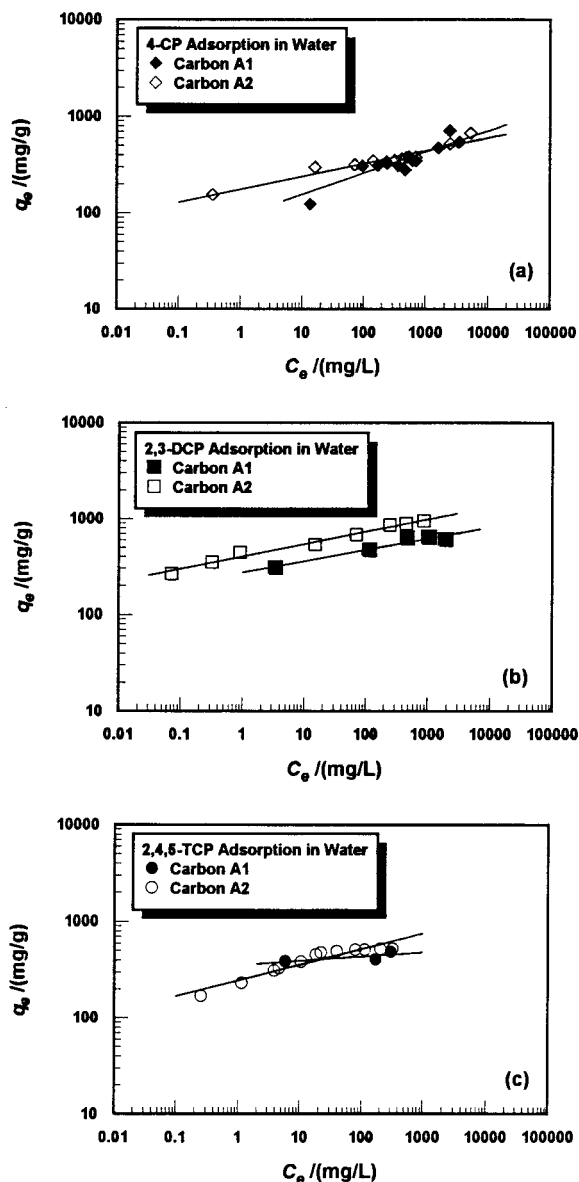 10000
4-CP Adsorption in Water
Carbon A1
Carbon A2
1000
qe /(mg/g)
100
(a)
10
0.01 0.1 1 10 100 1000 10000 100000
Ce /(mg/L)
10000
2,3-DCP Adsorption in Water
Carbon A1
Carbon A2
1000
qe /(mg/g)
100
(b)
10
0.01 0.1 1 10 100 1000 10000 100000
Ce /(mg/L)
10000
2,4,5-TCP Adsorption in Water
Carbon A1
Carbon A2
1000
qe /(mg/g)
100
(c)
10
0.01 0.1 1 10 100 1000 10000 100000
Ce /(mg/L)